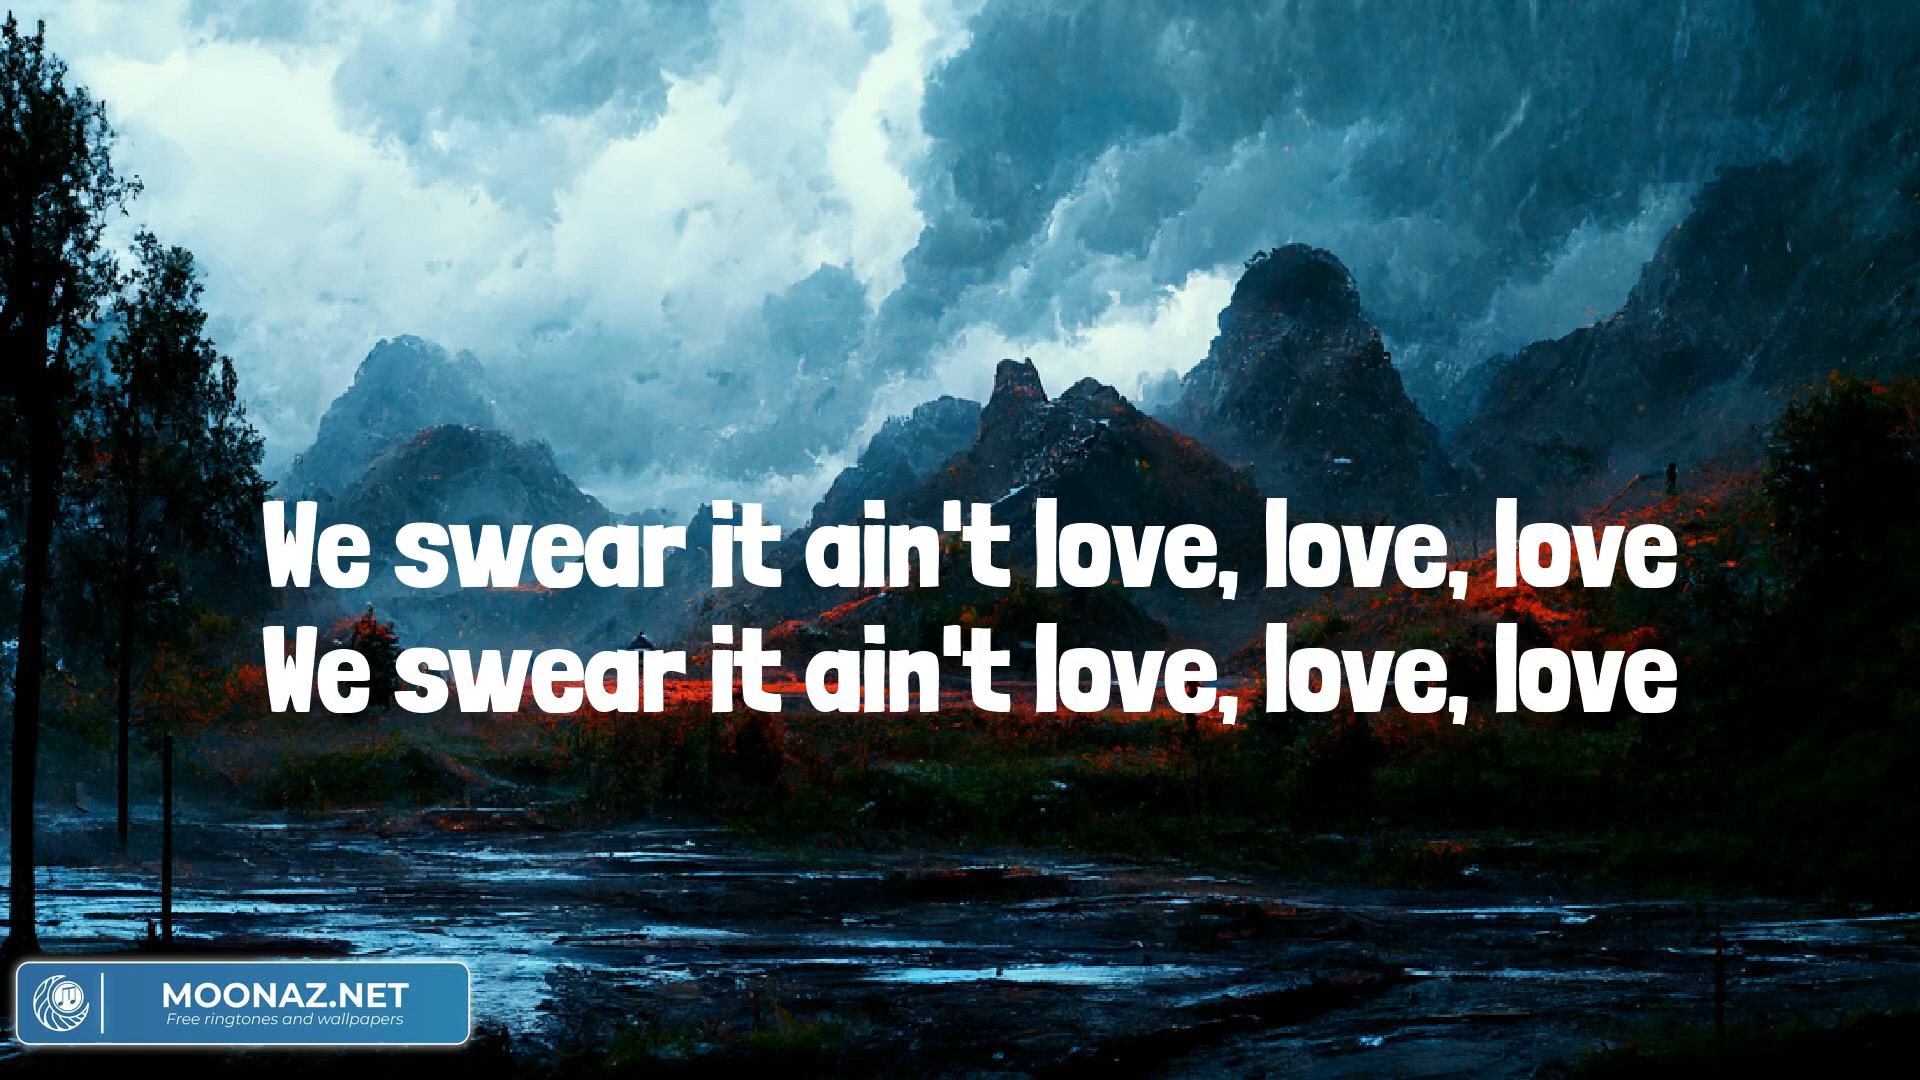 We swear it ain't love, love, love
We swear it ain't love, love, love
MOONAZ.NET
Free ringtones and wallpapers